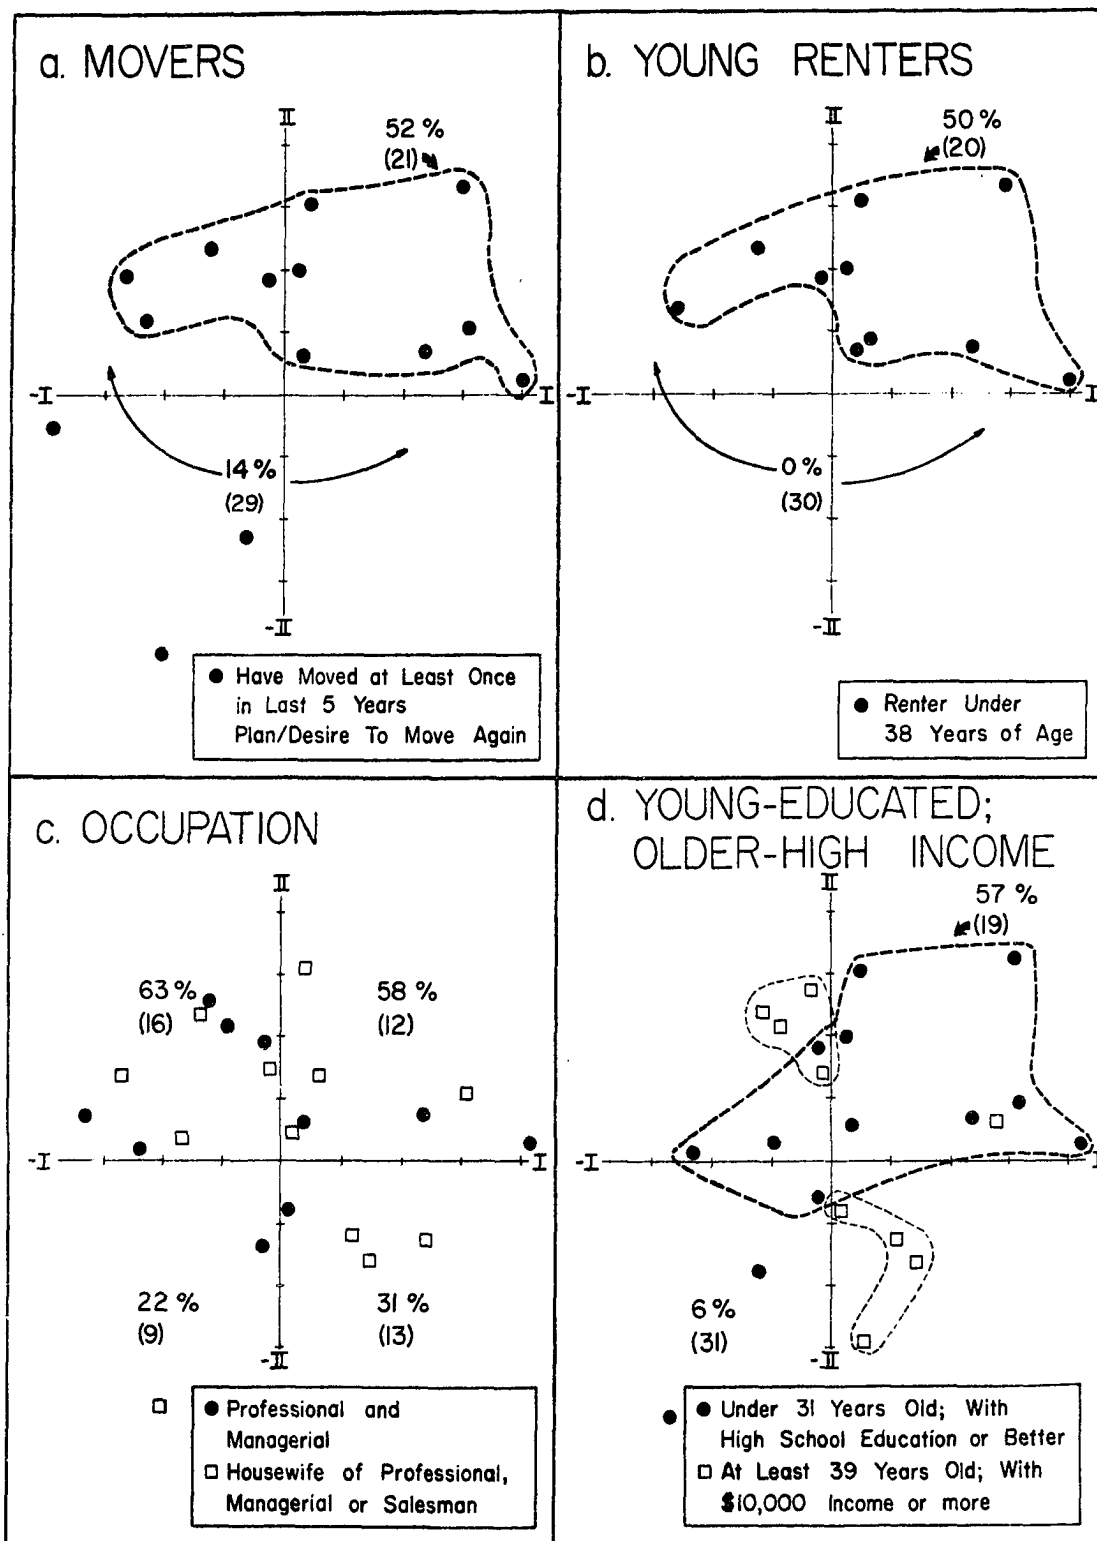 a. MOVERS
II
52 %
(21)
-I
I
14 %
(29)
-II
● Have Moved at Least Once
in Last 5 Years
Plan/Desire To Move Again
b. YOUNG RENTERS
II
50 %
(20)
-I
I
0 %
(30)
-II
● Renter Under
38 Years of Age
c. OCCUPATION
II
63 %
(16)
58 %
(12)
-I
I
22 %
(9)
31 %
(13)
-II
● Professional and
Managerial
□ Housewife of Professional,
Managerial or Salesman
d. YOUNG-EDUCATED;
OLDER-HIGH INCOME
II
57 %
(19)
-I
I
6 %
(31)
-II
● Under 31 Years Old; With
High School Education or Better
□ At Least 39 Years Old; With
$10,000 Income or more